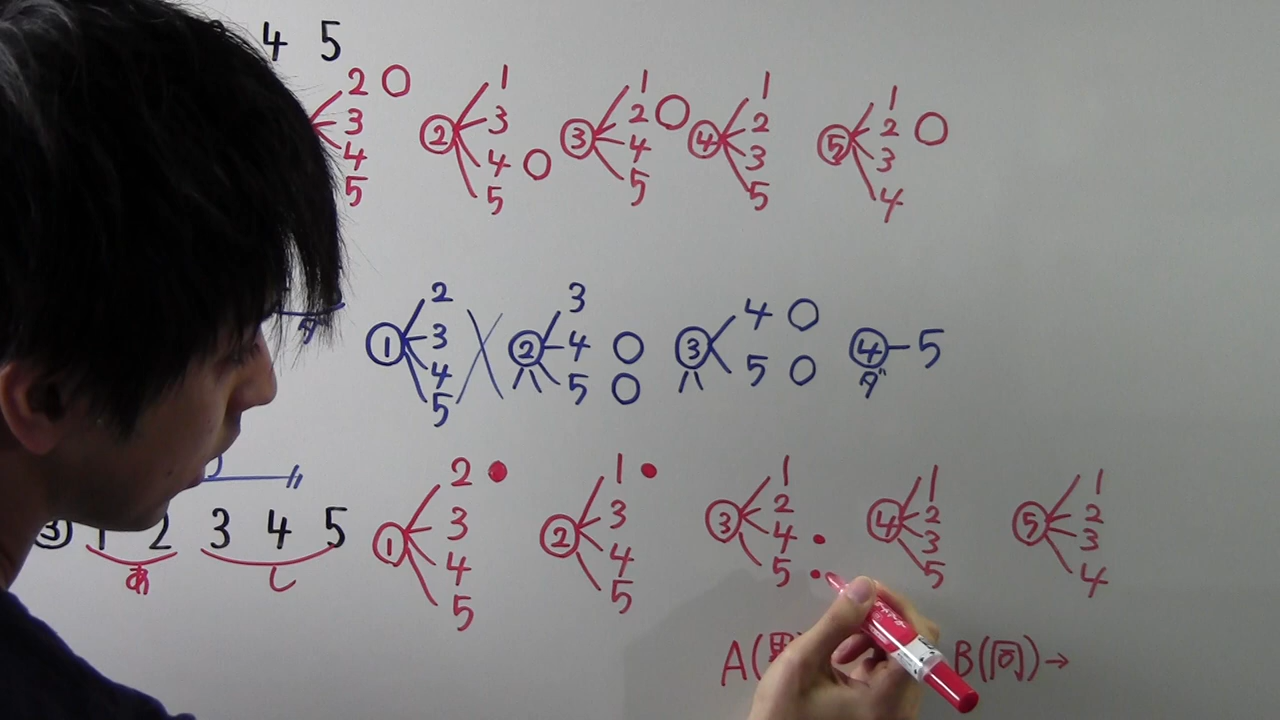 4 5
2 ○ 1 1 1 1
3 ② 3 ③ 2 ○ ④ 2 ⑤ 2 ○
4 4 ○ 4 3 3
5 5 5 5 4
2 3 4 ○
① 3 ② 4 ○ ③ ④-5
4 5 ○ 5 ○
5
2 ● 1 ● 1 1 1
③ 1 2 3 4 5 ① 3 ② 3 ③ 2 ④ 2 ⑤ 2
あ し 4 4 4 ● 3 3
5 5 5 ● 5 4
A( B(同)→